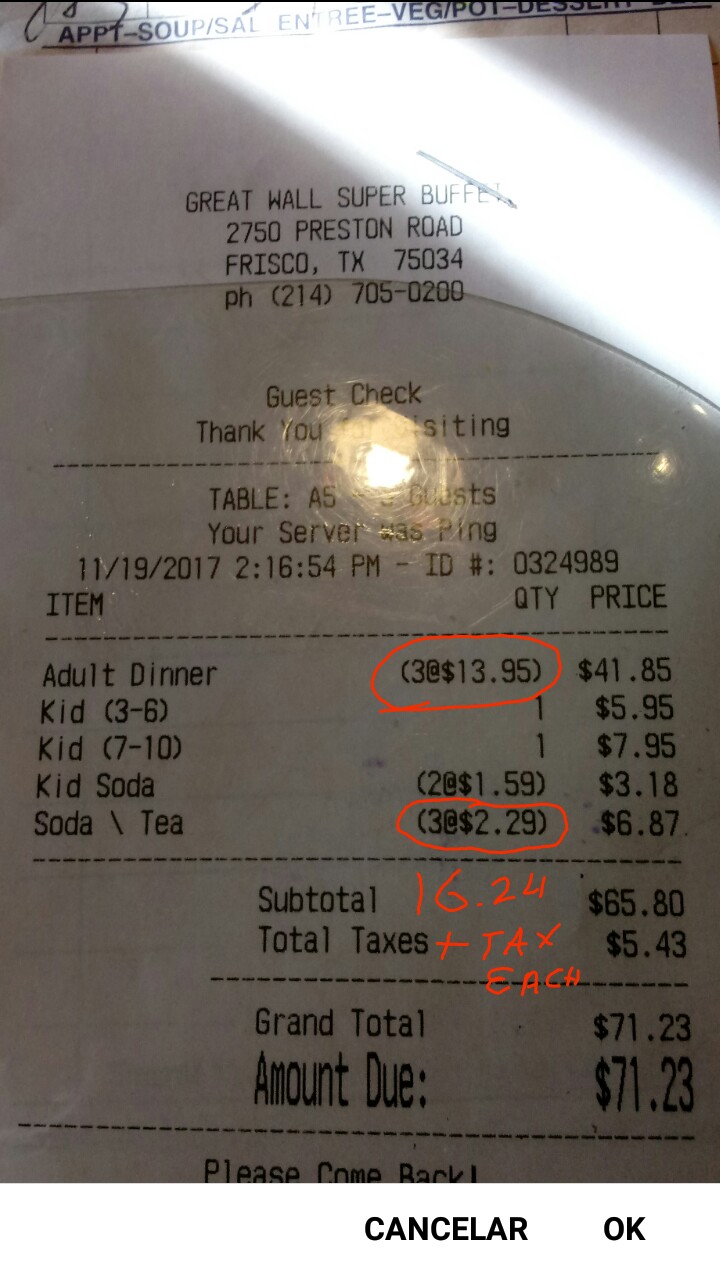 APPT-SOUP/SAL ENTREE-VEG/POT-DESSERT
GREAT WALL SUPER BUFFET
2750 PRESTON ROAD
FRISCO, TX 75034
ph (214) 705-0200
Guest Check
Thank You for Visiting
TABLE: A5 - Guests
Your Server was Ping
11/19/2017 2:16:54 PM - ID #: 0324989
ITEM QTY PRICE
Adult Dinner (3@$13.95) $41.85
Kid (3-6) 1 $5.95
Kid (7-10) 1 $7.95
Kid Soda (2@$1.59) $3.18
Soda \ Tea (3@$2.29) $6.87
Subtotal 16.24 $65.80
Total Taxes + TAX $5.43
EACH
Grand Total $71.23
Amount Due: $71.23
Please Come Back!
CANCELAR OK